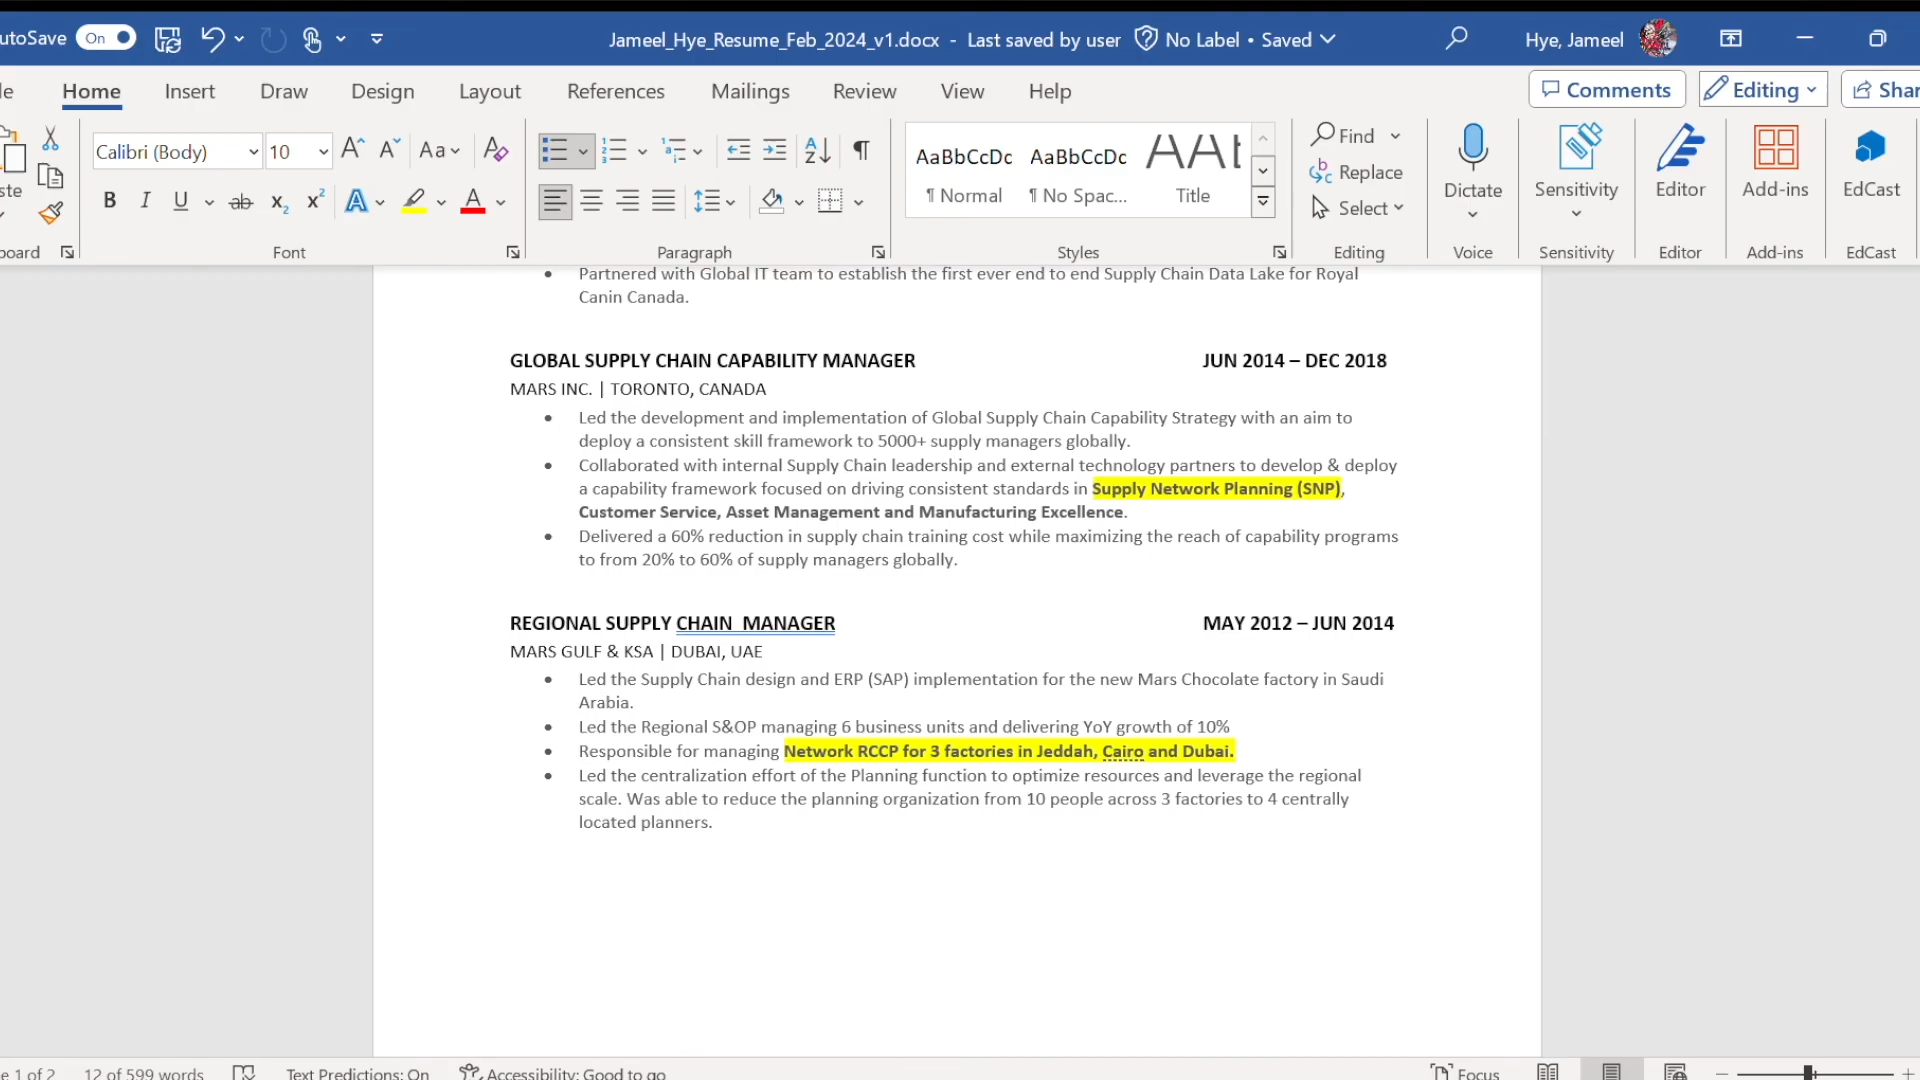 utoSave On Jameel_Hye_Resume_Feb_2024_v1.docx - Last saved by user No Label • Saved Hye, Jameel
le Home Insert Draw Design Layout References Mailings Review View Help Comments Editing Shar
Calibri (Body) 10 Aa
ste
B I U ab x2 x2 A A
AaBbCcDc AaBbCcDc AAI
¶ Normal ¶ No Spac... Title
Find
Replace
Select
Dictate Sensitivity Editor Add-ins EdCast
board Font Paragraph Styles Editing Voice Sensitivity Editor Add-ins EdCast
• Partnered with Global IT team to establish the first ever end to end Supply Chain Data Lake for Royal
Canin Canada.
GLOBAL SUPPLY CHAIN CAPABILITY MANAGER JUN 2014 – DEC 2018
MARS INC. | TORONTO, CANADA
• Led the development and implementation of Global Supply Chain Capability Strategy with an aim to
deploy a consistent skill framework to 5000+ supply managers globally.
• Collaborated with internal Supply Chain leadership and external technology partners to develop & deploy
a capability framework focused on driving consistent standards in Supply Network Planning (SNP),
Customer Service, Asset Management and Manufacturing Excellence.
• Delivered a 60% reduction in supply chain training cost while maximizing the reach of capability programs
to from 20% to 60% of supply managers globally.
REGIONAL SUPPLY CHAIN  MANAGER MAY 2012 – JUN 2014
MARS GULF & KSA | DUBAI, UAE
• Led the Supply Chain design and ERP (SAP) implementation for the new Mars Chocolate factory in Saudi
Arabia.
• Led the Regional S&OP managing 6 business units and delivering YoY growth of 10%
• Responsible for managing Network RCCP for 3 factories in Jeddah, Cairo and Dubai.
• Led the centralization effort of the Planning function to optimize resources and leverage the regional
scale. Was able to reduce the planning organization from 10 people across 3 factories to 4 centrally
located planners.
e 1 of 2 12 of 599 words Text Predictions: On Accessibility: Good to go Focus